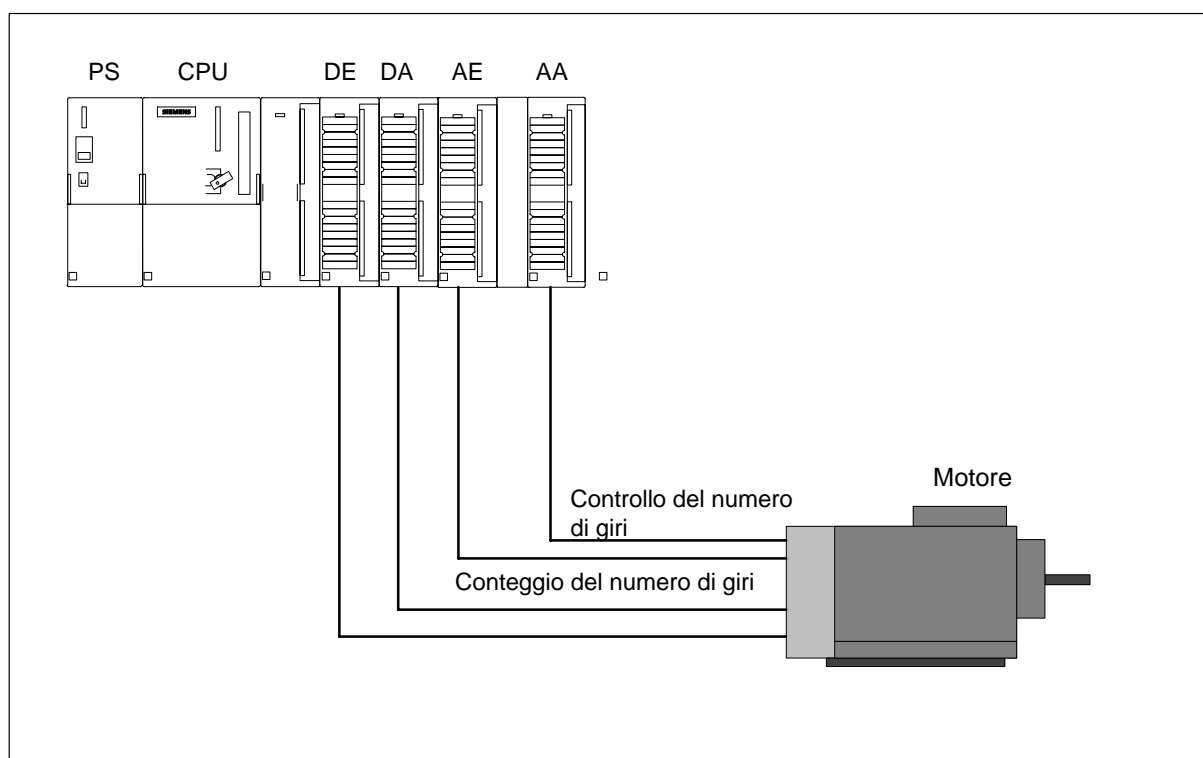 PS CPU DE DA AE AA
SIEMENS
Motore
Controllo del numero
di giri
Conteggio del numero di giri